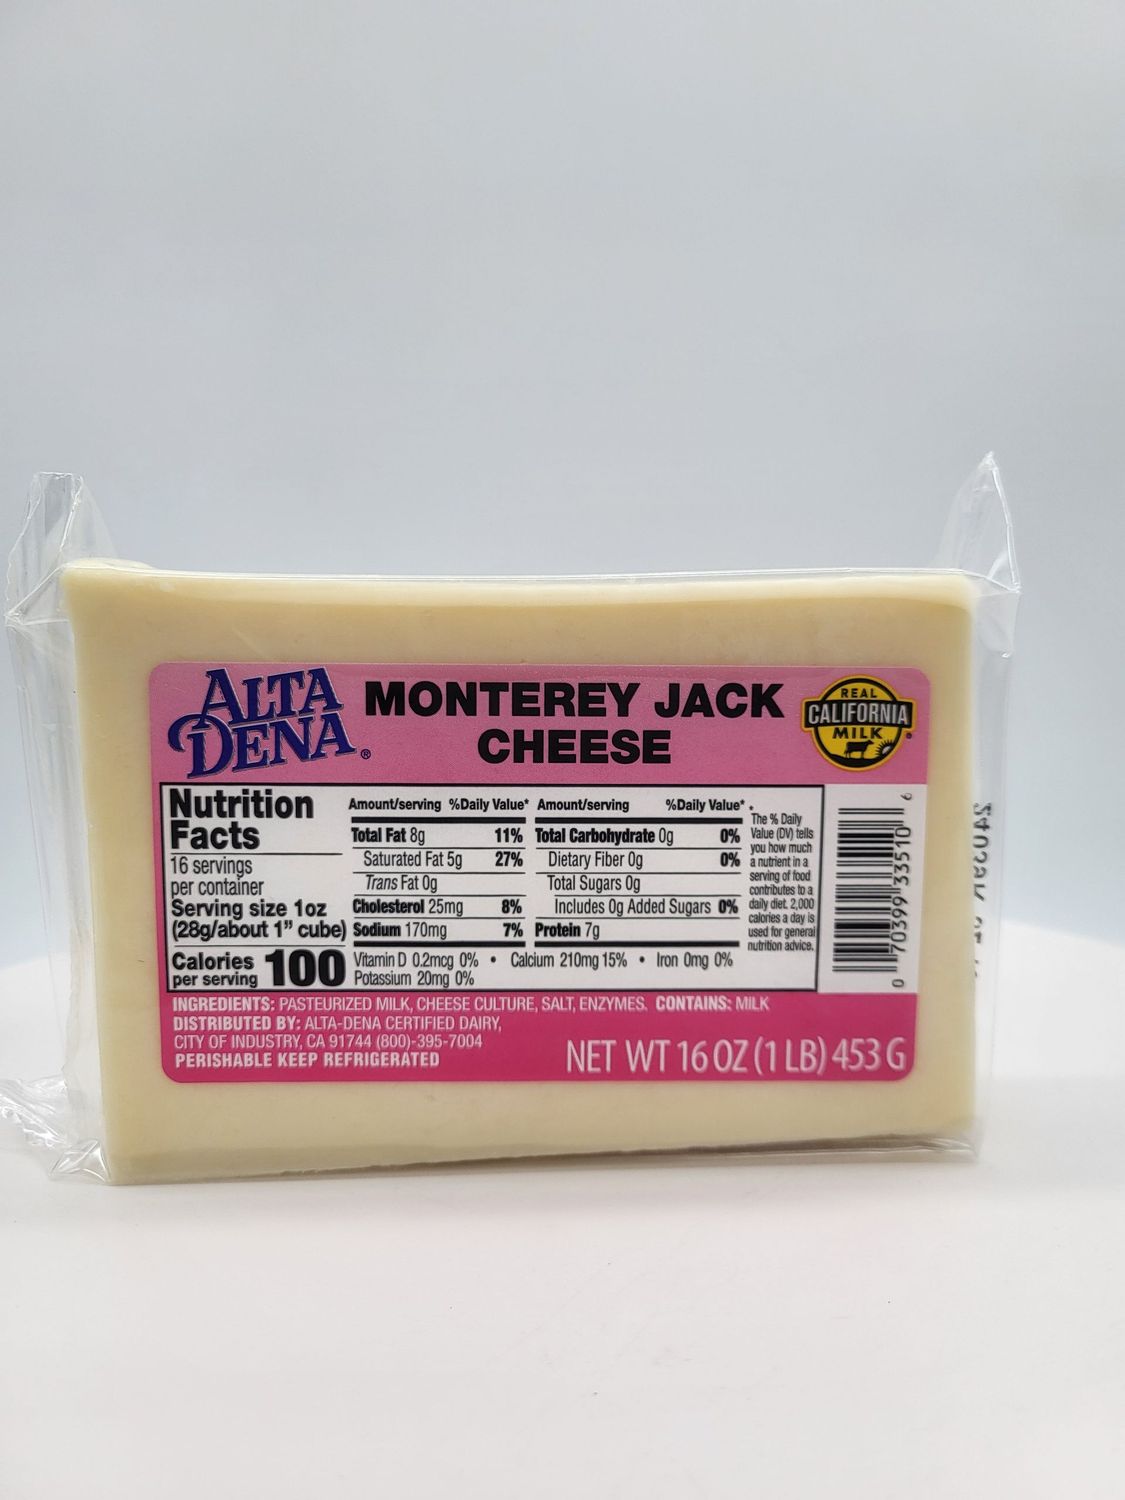 ALTA
DENA®
MONTEREY JACK
CHEESE
REAL
CALIFORNIA
MILK
Nutrition
Facts
16 servings
per container
Serving size 1oz
(28g/about 1” cube)
Calories
per serving 100
Amount/serving %Daily Value*
Total Fat 8g 11%
Saturated Fat 5g 27%
Trans Fat 0g
Cholesterol 25mg 8%
Sodium 170mg 7%
Amount/serving %Daily Value*
Total Carbohydrate 0g 0%
Dietary Fiber 0g 0%
Total Sugars 0g
Includes 0g Added Sugars 0%
Protein 7g
Vitamin D 0.2mcg 0% • Calcium 210mg 15% • Iron 0mg 0%
Potassium 20mg 0%
*
The % Daily
Value (DV) tells
you how much
a nutrient in a
serving of food
contributes to a
daily diet. 2,000
calories a day is
used for general
nutrition advice.
0 70399 33510 6
INGREDIENTS: PASTEURIZED MILK, CHEESE CULTURE, SALT, ENZYMES. CONTAINS: MILK
DISTRIBUTED BY: ALTA-DENA CERTIFIED DAIRY,
CITY OF INDUSTRY, CA 91744 (800)-395-7004
PERISHABLE KEEP REFRIGERATED
NET WT 16 OZ (1 LB) 453 G